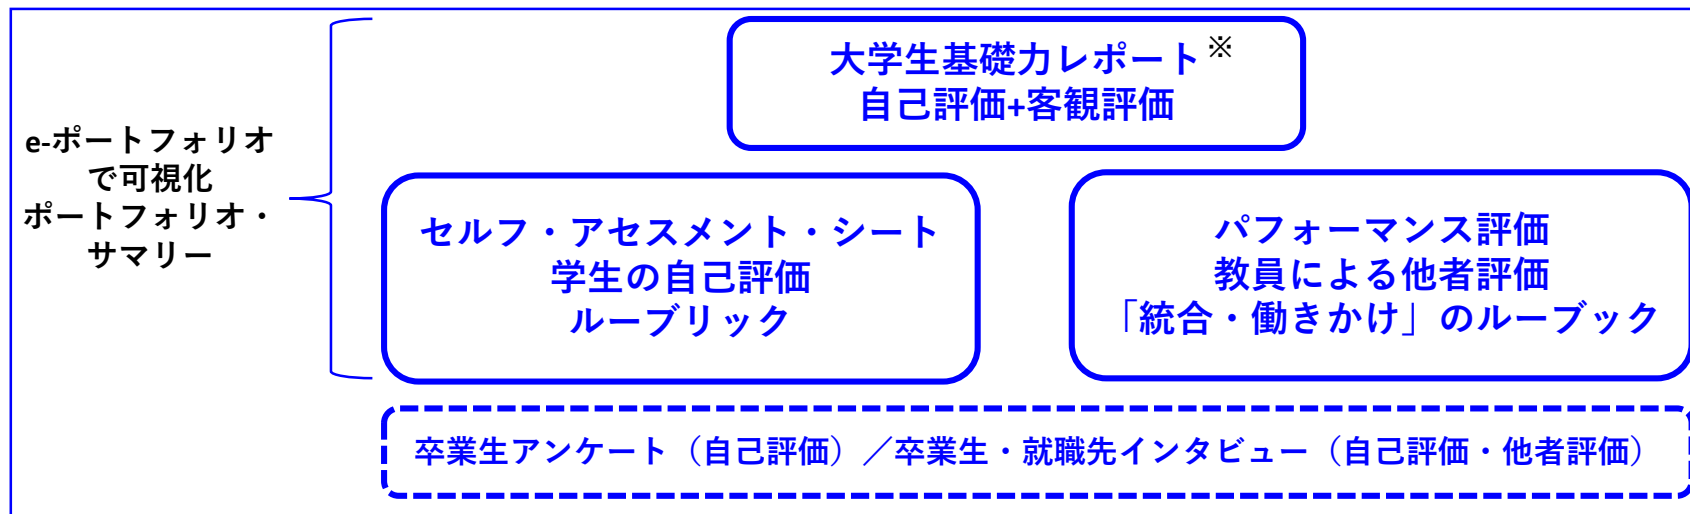 e-ポートフォリオ
で可視化
ポートフォリオ・
サマリー
大学生基礎力レポート※
自己評価+客観評価
セルフ・アセスメント・シート
学生の自己評価
ルーブリック
パフォーマンス評価
教員による他者評価
「統合・働きかけ」のルーブック
卒業生アンケート（自己評価）／卒業生・就職先インタビュー（自己評価・他者評価）